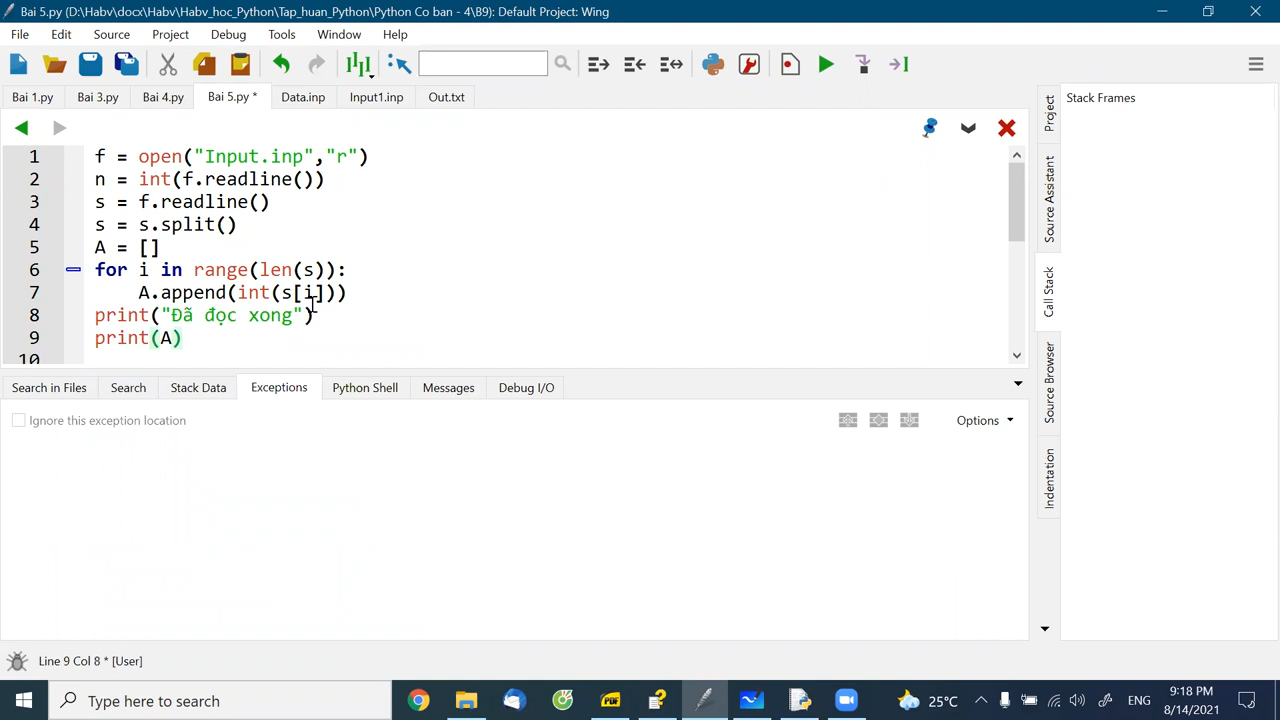 Bai 5.py (D:\Habv\docx\Habv\Habv_hoc_Python\Tap_huan_Python\Python Co ban - 4\B9): Default Project: Wing
File Edit Source Project Debug Tools Window Help
Bai 1.py Bai 3.py Bai 4.py Bai 5.py * Data.inp Input1.inp Out.txt
Stack Frames
1 f = open("Input.inp","r")
2 n = int(f.readline())
3 s = f.readline()
4 s = s.split()
5 A = []
6 for i in range(len(s)):
7 A.append(int(s[i]))
8 print("Đã đọc xong")
9 print(A)
10
Project
Source Assistant
Call Stack
Source Browser
Indentation
Search in Files Search Stack Data Exceptions Python Shell Messages Debug I/O
Ignore this exception location Options
Line 9 Col 8 * [User]
Type here to search
PDF
25°C ENG 9:18 PM
8/14/2021